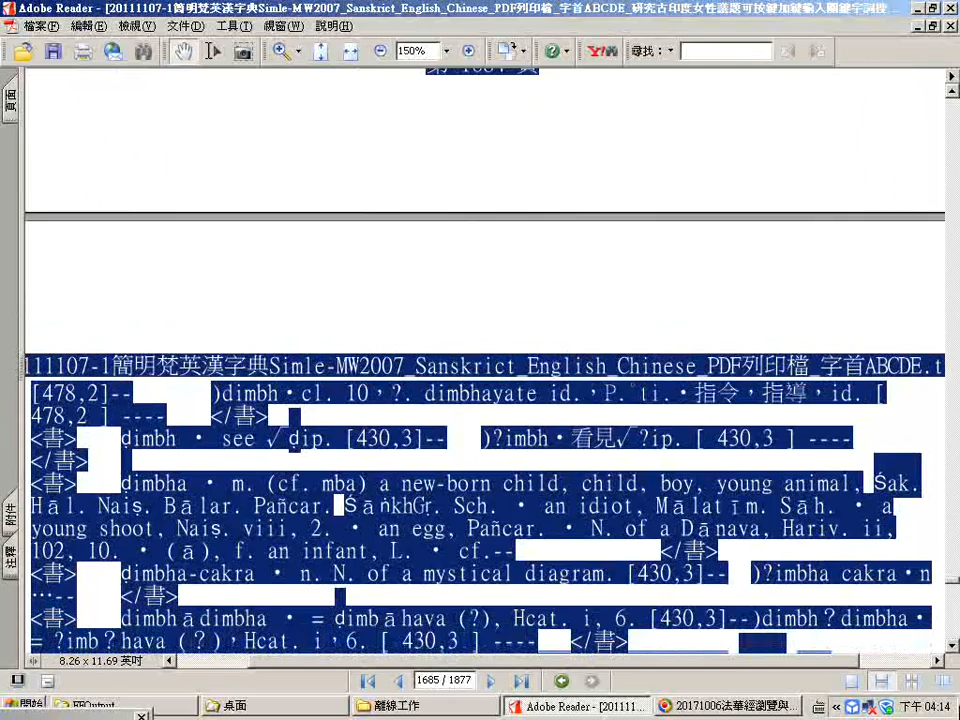 Adobe Reader - [20111107-1簡明梵英漢字典Simle-MW2007_Sanskrict_English_Chinese_PDF列印檔_字首ABCDE_研究古印度女性議題可按鍵加鍵輸入關鍵字詞搜
檔案(F) 編輯(E) 檢視(V) 文件(D) 工具(T) 視窗(W) 說明(H)
150% Y! 尋找:
頁面
111107-1簡明梵英漢字典Simle-MW2007_Sanskrict_English_Chinese_PDF列印檔_字首ABCDE.t
[478,2]-- )dimbh‧cl. 10，?. dimbhayate id.，P゜ti.‧指令，指導，id. [
478,2 ] ---- </書>
<書> ḍimbh ‧ see √ḍip. [430,3]-- )?imbh‧看見√?ip. [ 430,3 ] ----
</書>
<書> ḍimbha ‧ m. (cf. mba) a new-born child, child, boy, young animal, Śak.
Hāl. Naiṣ. Bālar. Pañcar. ŚāṅkhGṛ. Sch. ‧ an idiot, Mālatīm. Sāh. ‧ a
young shoot, Naiṣ. viii, 2. ‧ an egg, Pañcar. ‧ N. of a Dānava, Hariv. ii,
102, 10. ‧ (ā), f. an infant, L. ‧ cf.-- </書>
<書> ḍimbha-cakra ‧ n. N. of a mystical diagram. [430,3]-- )?imbha cakra‧n
…-- </書>
<書> ḍimbhāḍimbha ‧ = ḍimbāhava (?), Hcat. i, 6. [430,3]--)dimbh？dimbha‧
= ?imb？hava (？)，Hcat. i，6. [ 430,3 ] ---- </書>
附件
注釋
8.26 x 11.69 英吋
1685 / 1877
開始 FFOutput 桌面 離線工作 Adobe Reader - [201111... 20171006法華經瀏覽與... 下午 04:14